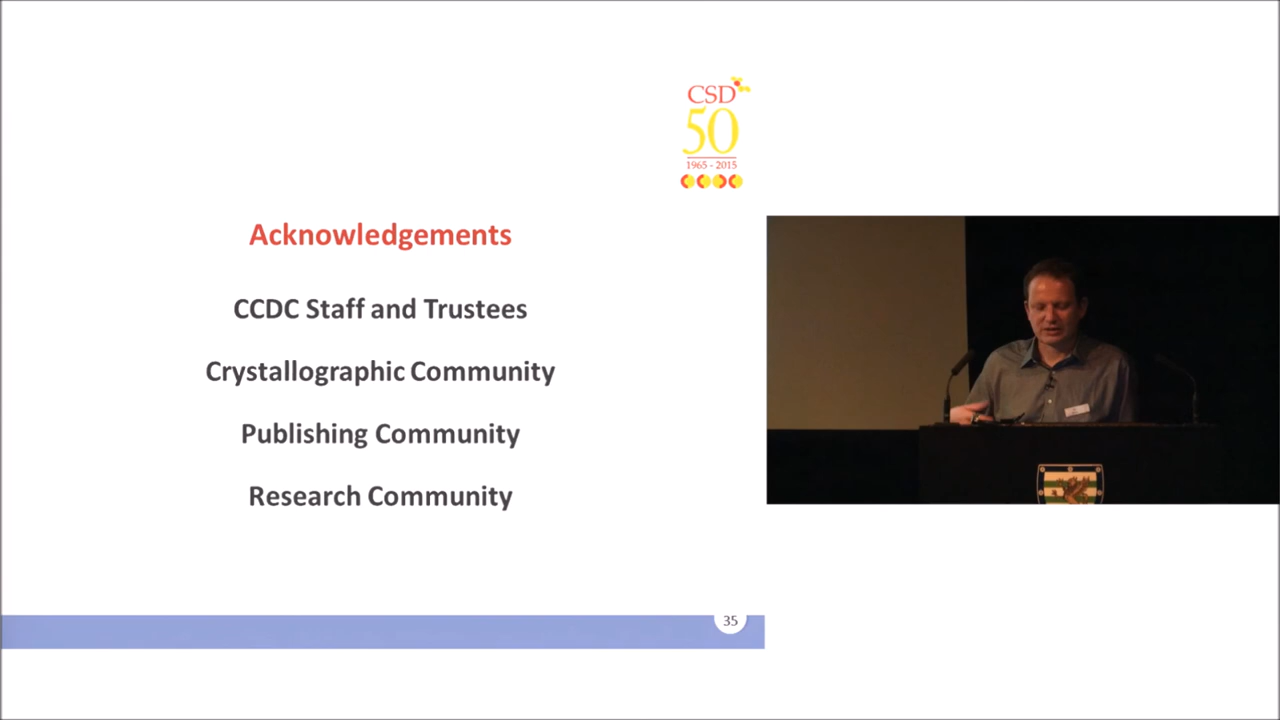 CSD
50
1965 - 2015
Acknowledgements
CCDC Staff and Trustees
Crystallographic Community
Publishing Community
Research Community
35